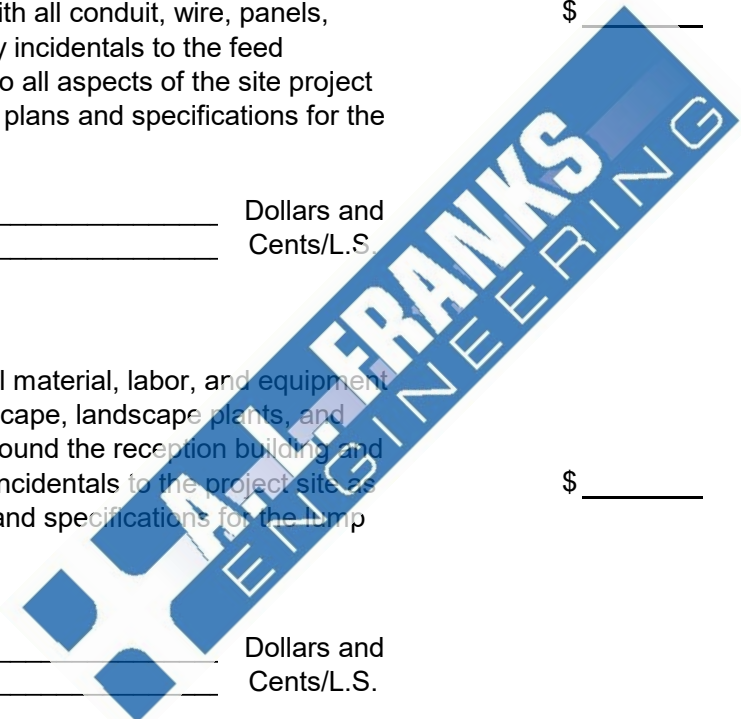 ith all conduit, wire, panels,
$
y incidentals to the feed
o all aspects of the site project
plans and specifications for the
Dollars and
Cents/L.S.
A.L. FRANKS
ENGINEERING
l material, labor, and equipment
cape, landscape plants, and
ound the reception building and
ncidentals to the project site as
$
and specifications for the lump
Dollars and
Cents/L.S.